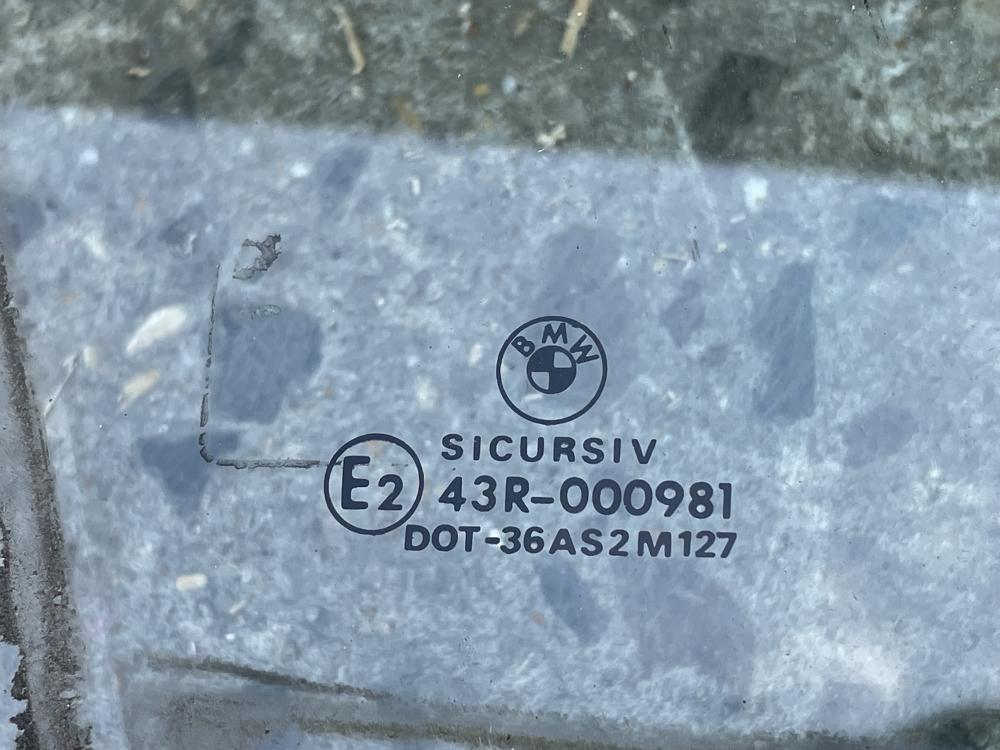 BMW
SICURSIV
E2 43R-000981
DOT-36AS2M127